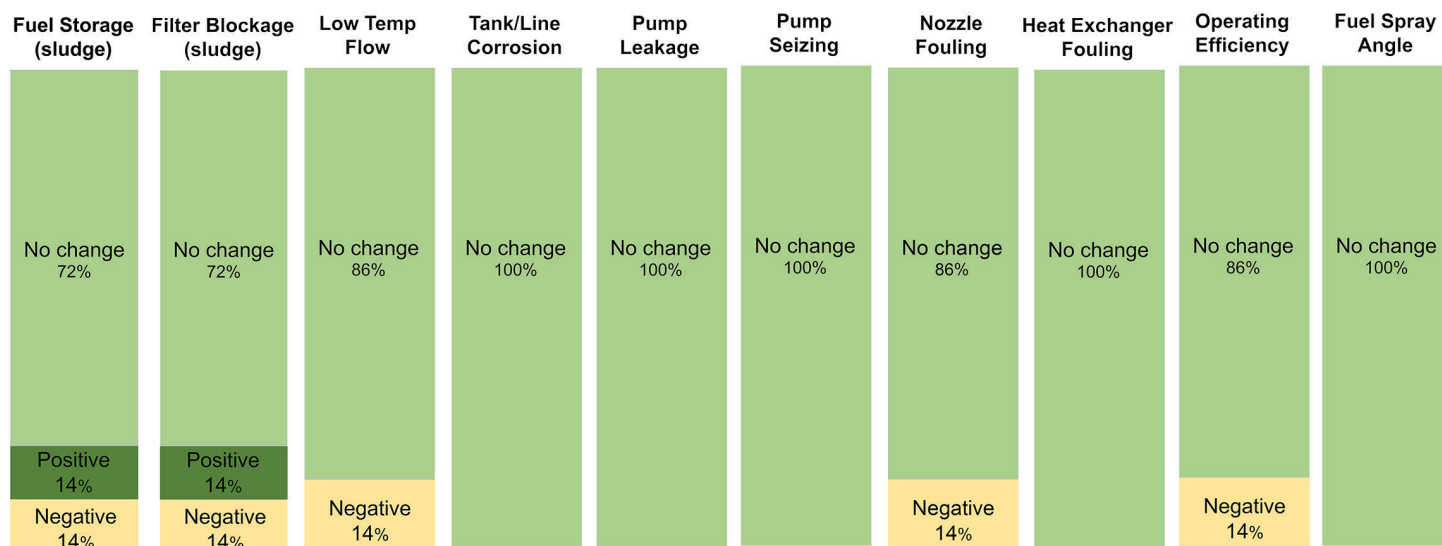 Fuel Storage
(sludge)
Filter Blockage
(sludge)
Low Temp
Flow
Tank/Line
Corrosion
Pump
Leakage
Pump
Seizing
Nozzle
Fouling
Heat Exchanger
Fouling
Operating
Efficiency
Fuel Spray
Angle
No change
72%
No change
72%
No change
86%
No change
100%
No change
100%
No change
100%
No change
86%
No change
100%
No change
86%
No change
100%
Positive
14%
Positive
14%
Negative
14%
Negative
14%
Negative
14%
Negative
14%
Negative
14%